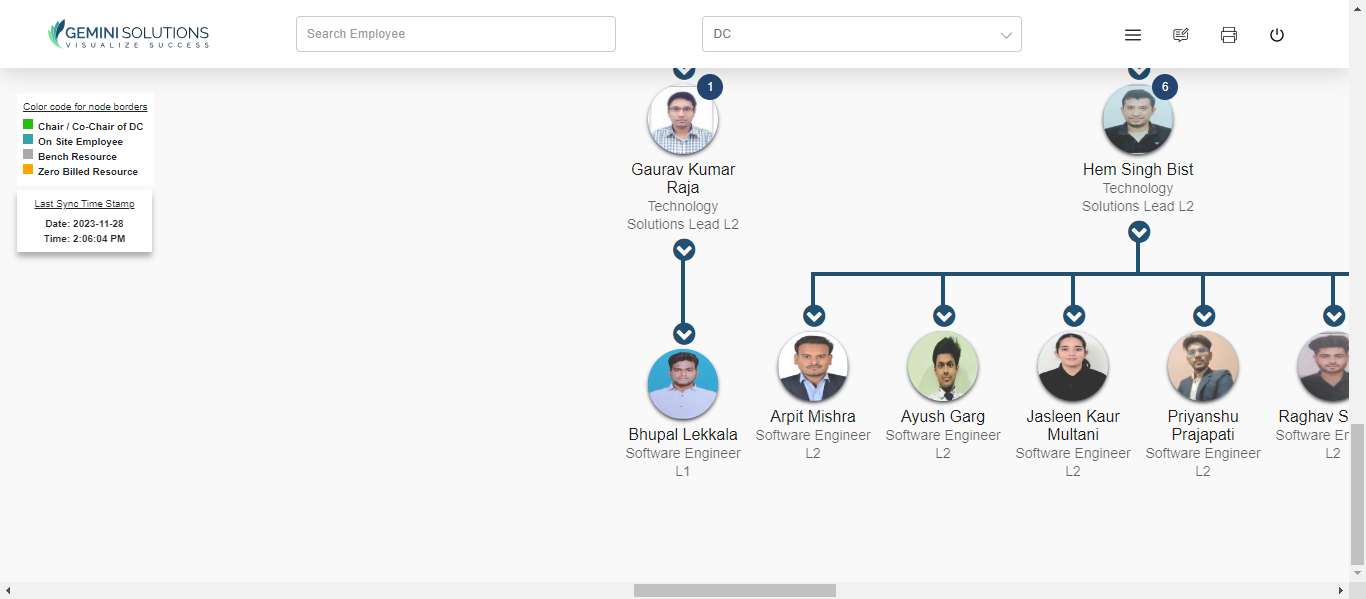 GEMINI SOLUTIONS
VISUALIZE SUCCESS
Search Employee
DC
Color code for node borders
Chair / Co-Chair of DC
On Site Employee
Bench Resource
Zero Billed Resource
Last Sync Time Stamp
Date: 2023-11-28
Time: 2:06:04 PM
1
Gaurav Kumar
Raja
Technology
Solutions Lead L2
6
Hem Singh Bist
Technology
Solutions Lead L2
Bhupal Lekkala
Software Engineer
L1
Arpit Mishra
Software Engineer
L2
Ayush Garg
Software Engineer
L2
Jasleen Kaur
Multani
Software Engineer
L2
Priyanshu
Prajapati
Software Engineer
L2
Raghav S
Software Er
L2